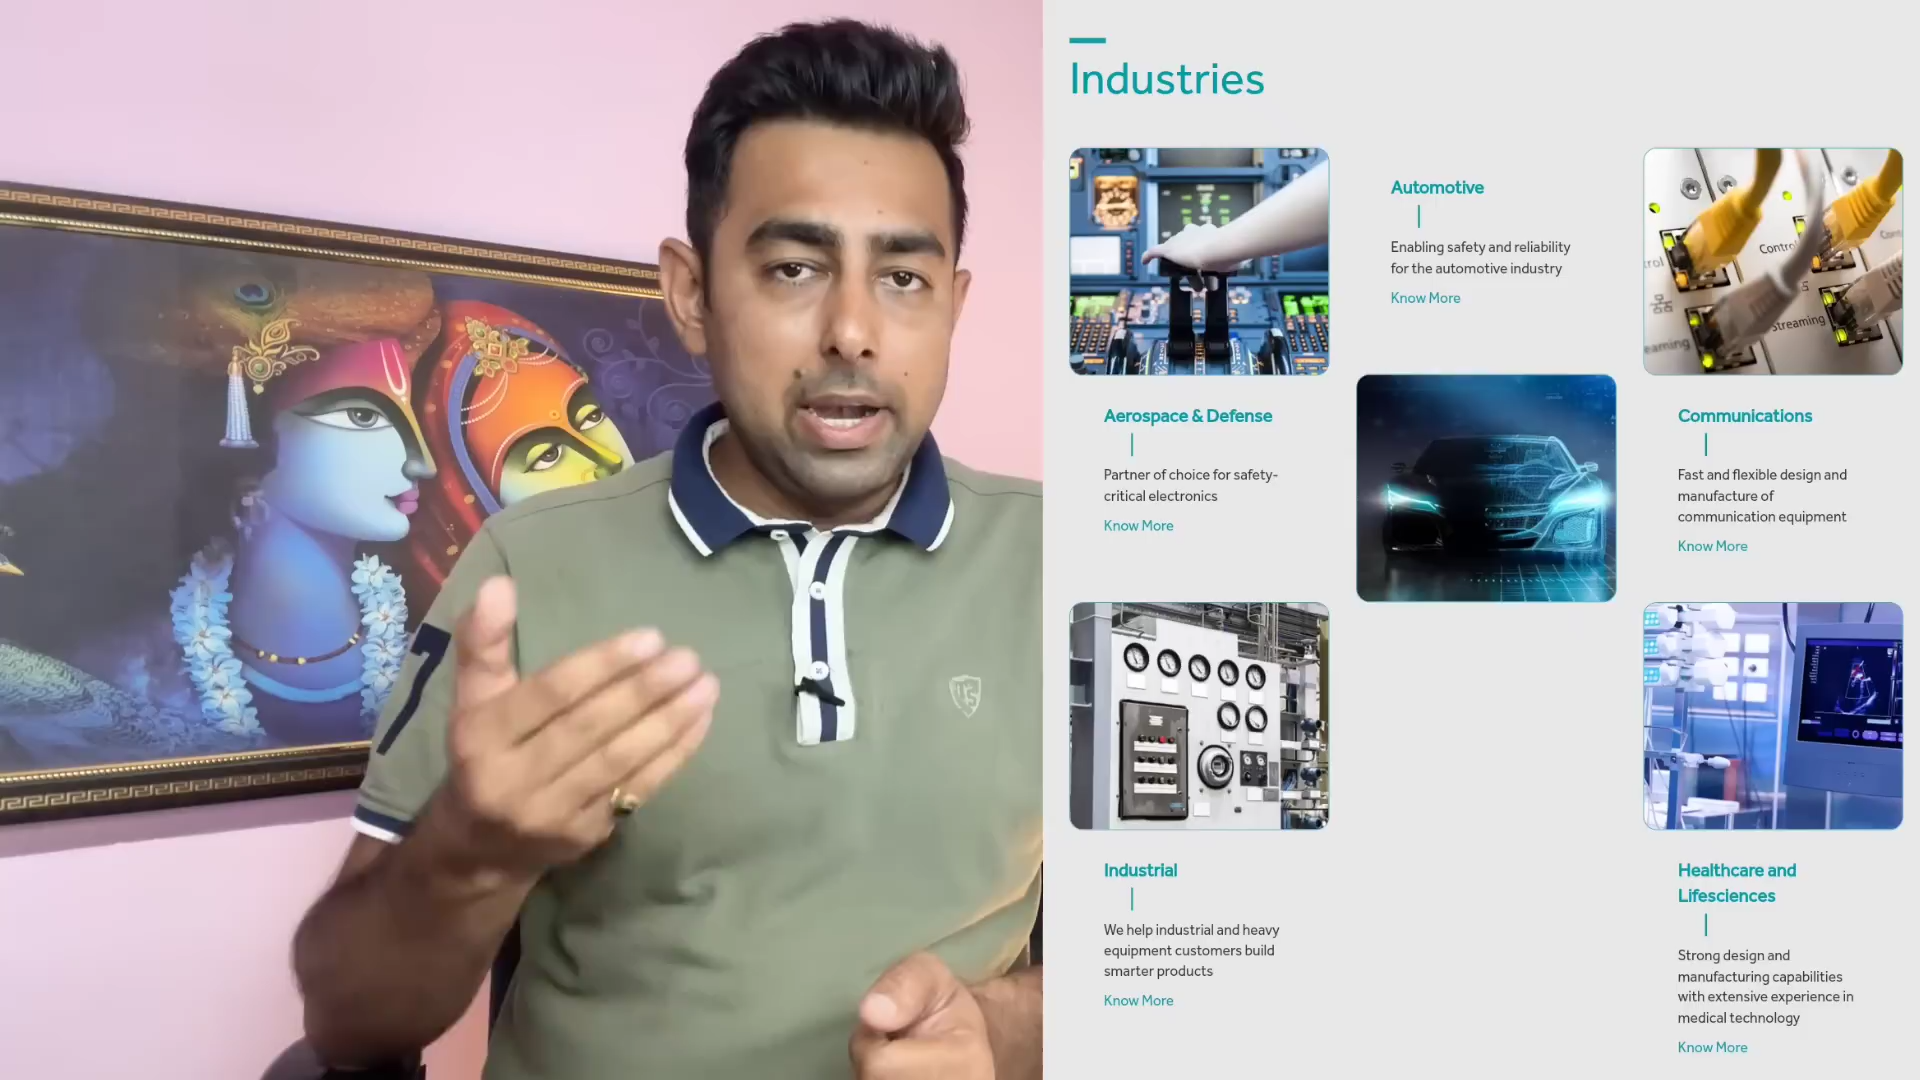 Industries
Automotive
Enabling safety and reliability
for the automotive industry
Know More
Aerospace & Defense
Partner of choice for safety-
critical electronics
Know More
Communications
Fast and flexible design and
manufacture of
communication equipment
Know More
Industrial
We help industrial and heavy
equipment customers build
smarter products
Know More
Healthcare and
Lifesciences
Strong design and
manufacturing capabilities
with extensive experience in
medical technology
Know More
7
Control
Streaming